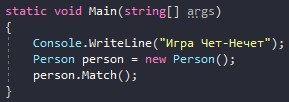 static void Main(string[] args)
{
Console.WriteLine("Игра Чет-Нечет");
Person person = new Person();
person.Match();
}